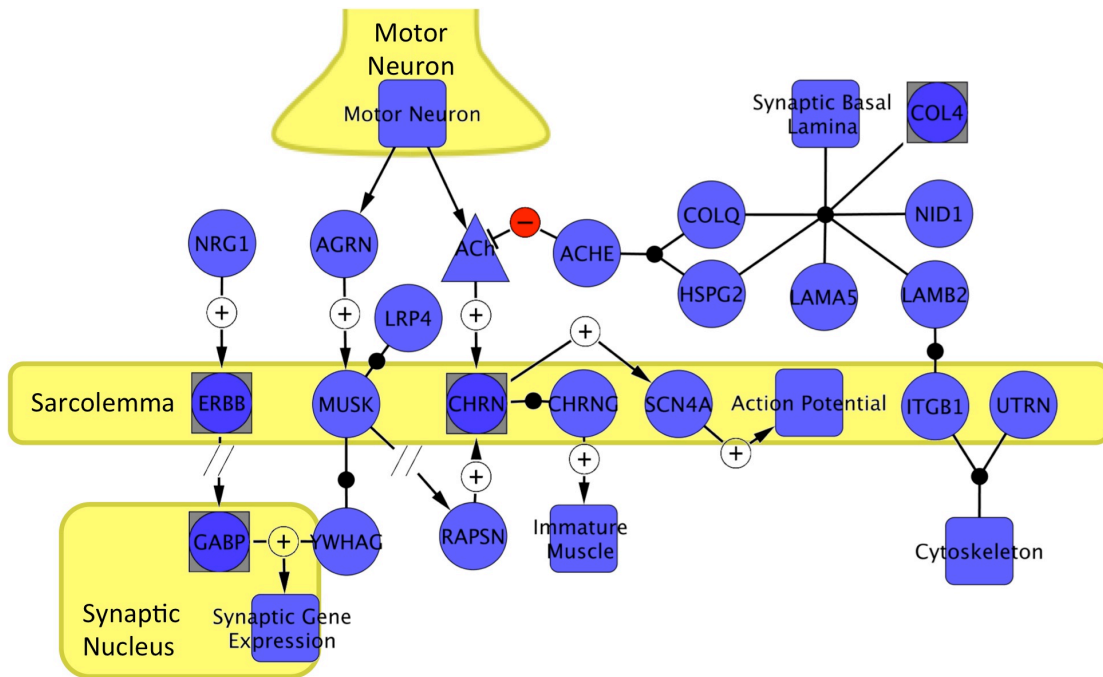 Motor
Neuron
Motor Neuron
Synaptic Basal
Lamina
COL4
NRG1
AGRN
ACh
−
ACHE
COLQ
NID1
HSPG2
LAMA5
LAMB2
+
+
+
LRP4
+
Sarcolemma
ERBB
MUSK
CHRN
CHRNG
SCN4A
Action Potential
ITGB1
UTRN
+
+
+
GABP
+
YWHAG
RAPSN
Immature
Muscle
Cytoskeleton
Synaptic
Nucleus
Synaptic Gene
Expression